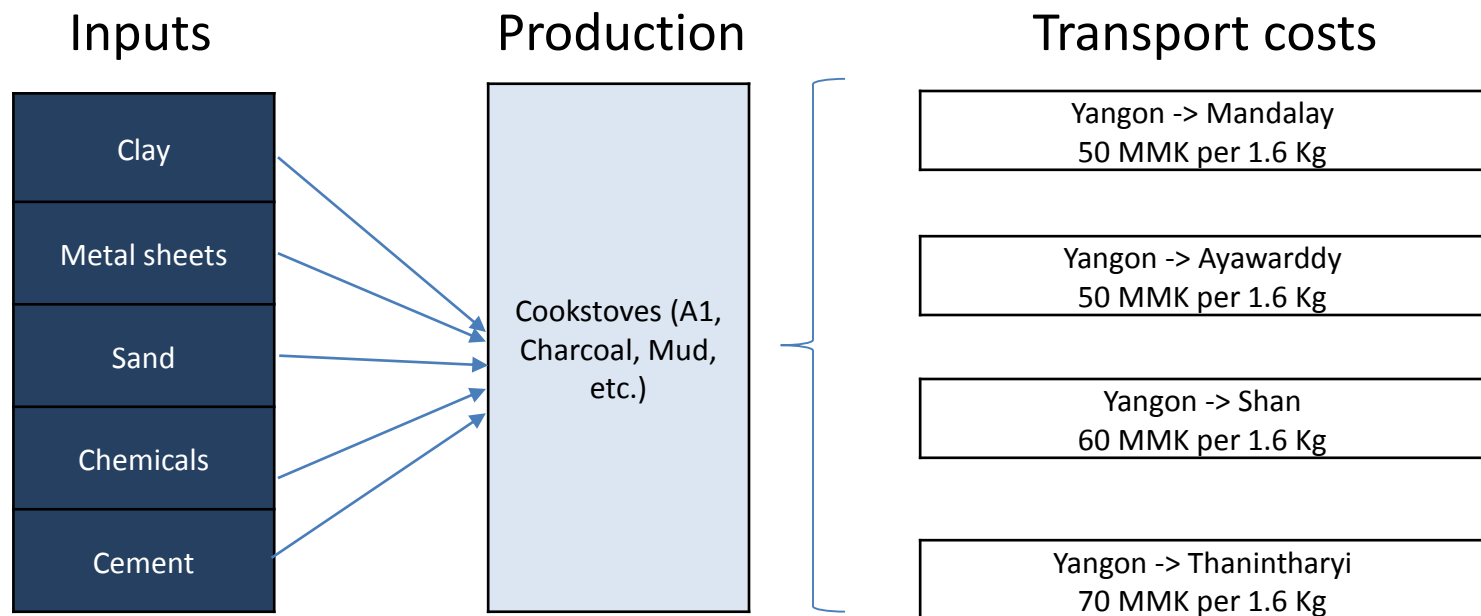 Inputs
Production
Transport costs
Clay
Metal sheets
Sand
Chemicals
Cement
Cookstoves (A1,
Charcoal, Mud,
etc.)
Yangon -> Mandalay
50 MMK per 1.6 Kg
Yangon -> Ayawarddy
50 MMK per 1.6 Kg
Yangon -> Shan
60 MMK per 1.6 Kg
Yangon -> Thanintharyi
70 MMK per 1.6 Kg